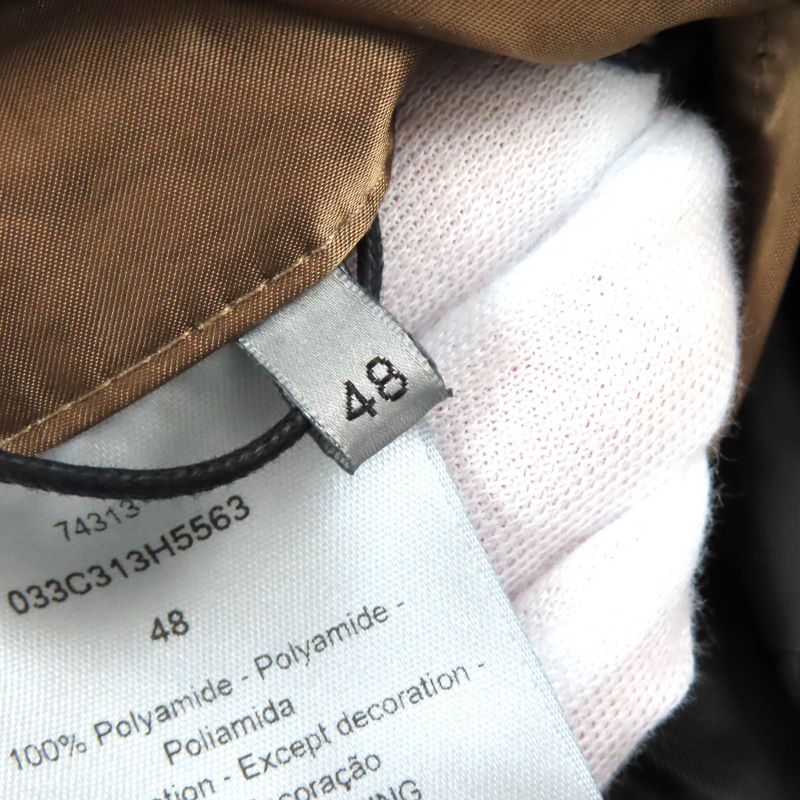 48
74313
033C313H5563
48
100% Polyamide - Polyamide -
Poliamida
- Except decoration -